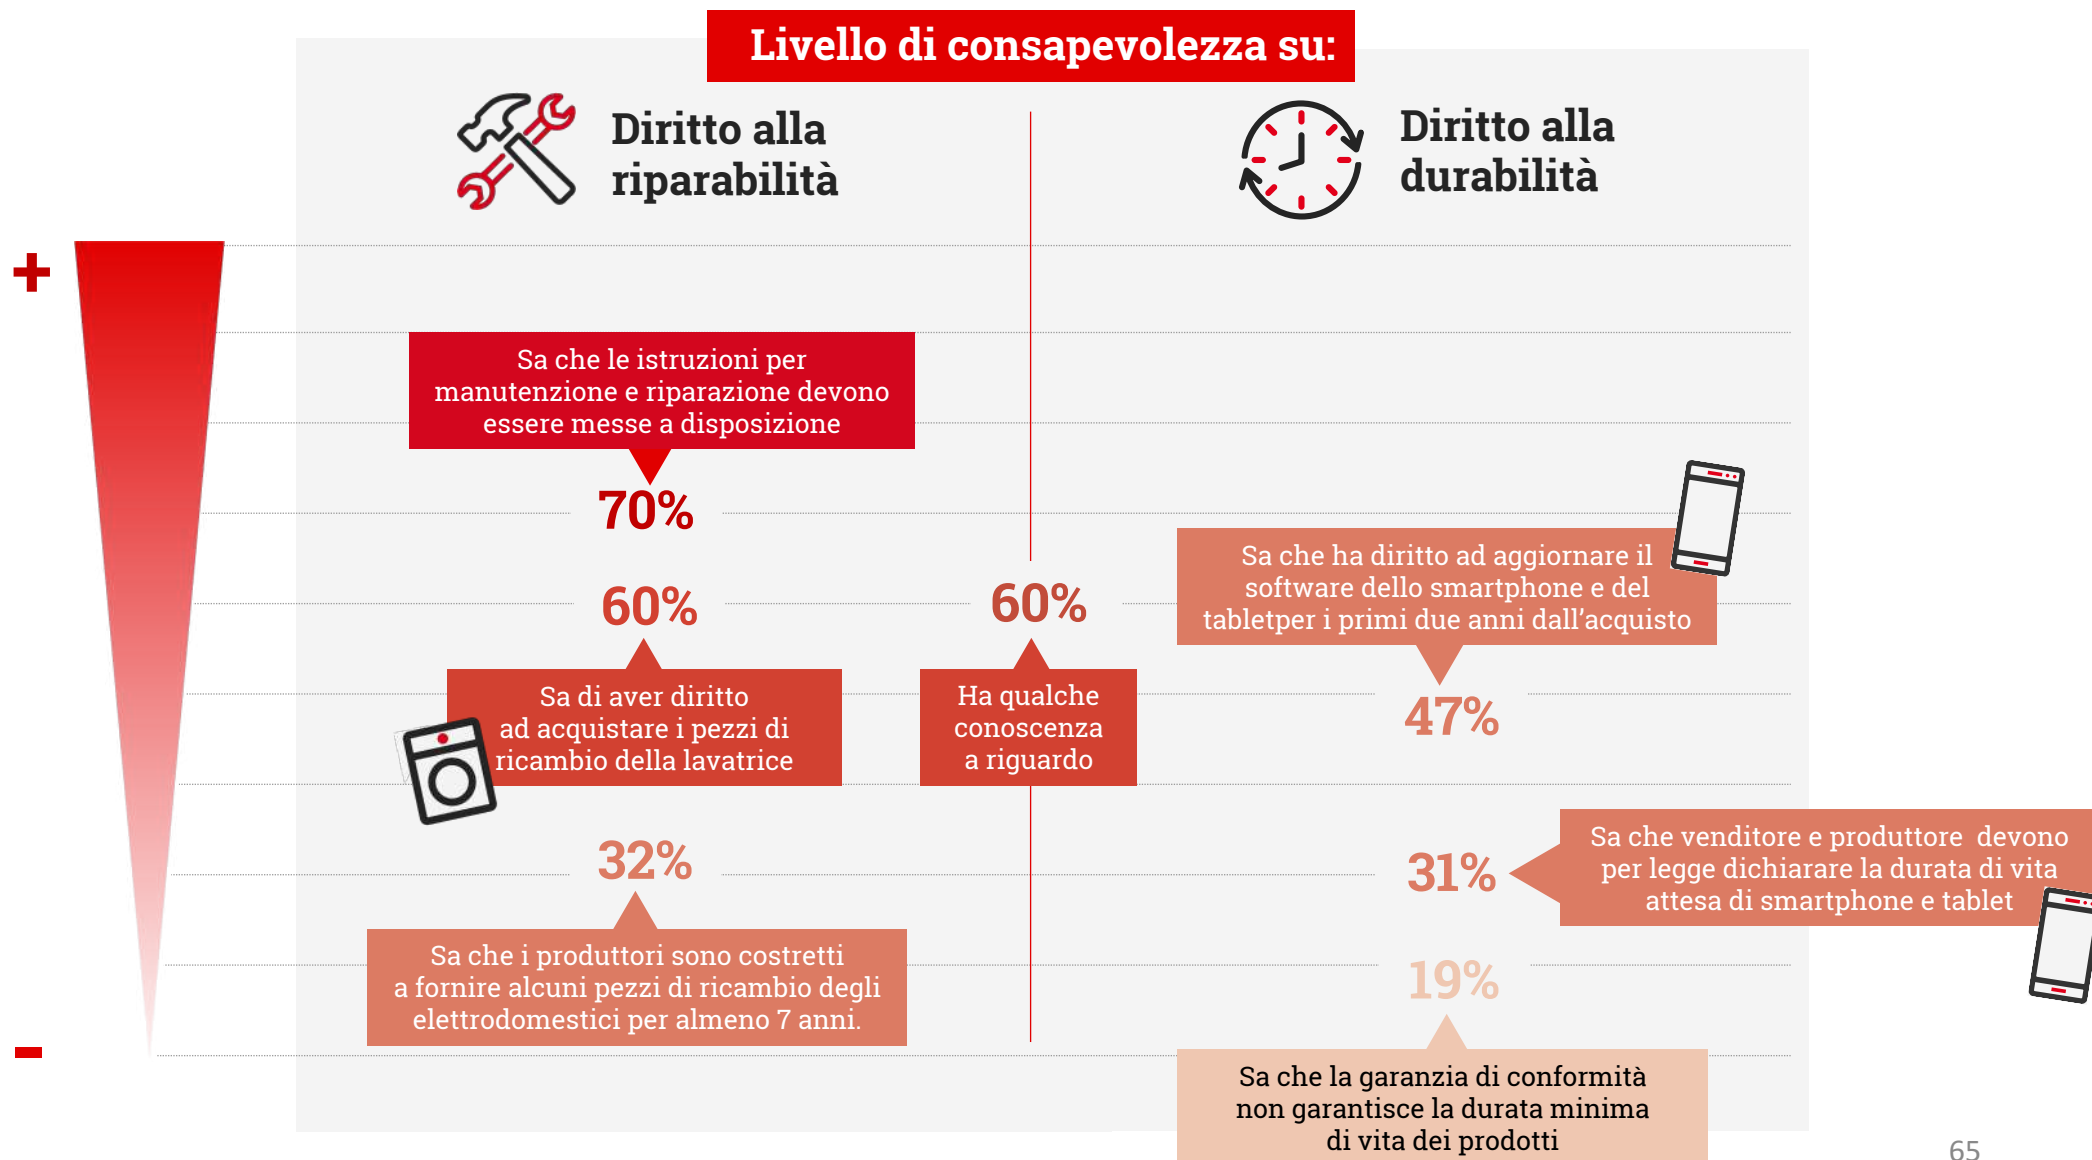 Livello di consapevolezza su:
Diritto alla
riparabilità
Diritto alla
durabilità
+
Sa che le istruzioni per
manutenzione e riparazione devono
essere messe a disposizione
70%
60%
Sa di aver diritto
ad acquistare i pezzi di
ricambio della lavatrice
60%
Ha qualche
conoscenza
a riguardo
Sa che ha diritto ad aggiornare il
software dello smartphone e del
tabletper i primi due anni dall'acquisto
47%
32%
Sa che i produttori sono costretti
a fornire alcuni pezzi di ricambio degli
elettrodomestici per almeno 7 anni.
31%
Sa che venditore e produttore  devono
per legge dichiarare la durata di vita
attesa di smartphone e tablet
19%
Sa che la garanzia di conformità
non garantisce la durata minima
di vita dei prodotti
-
65